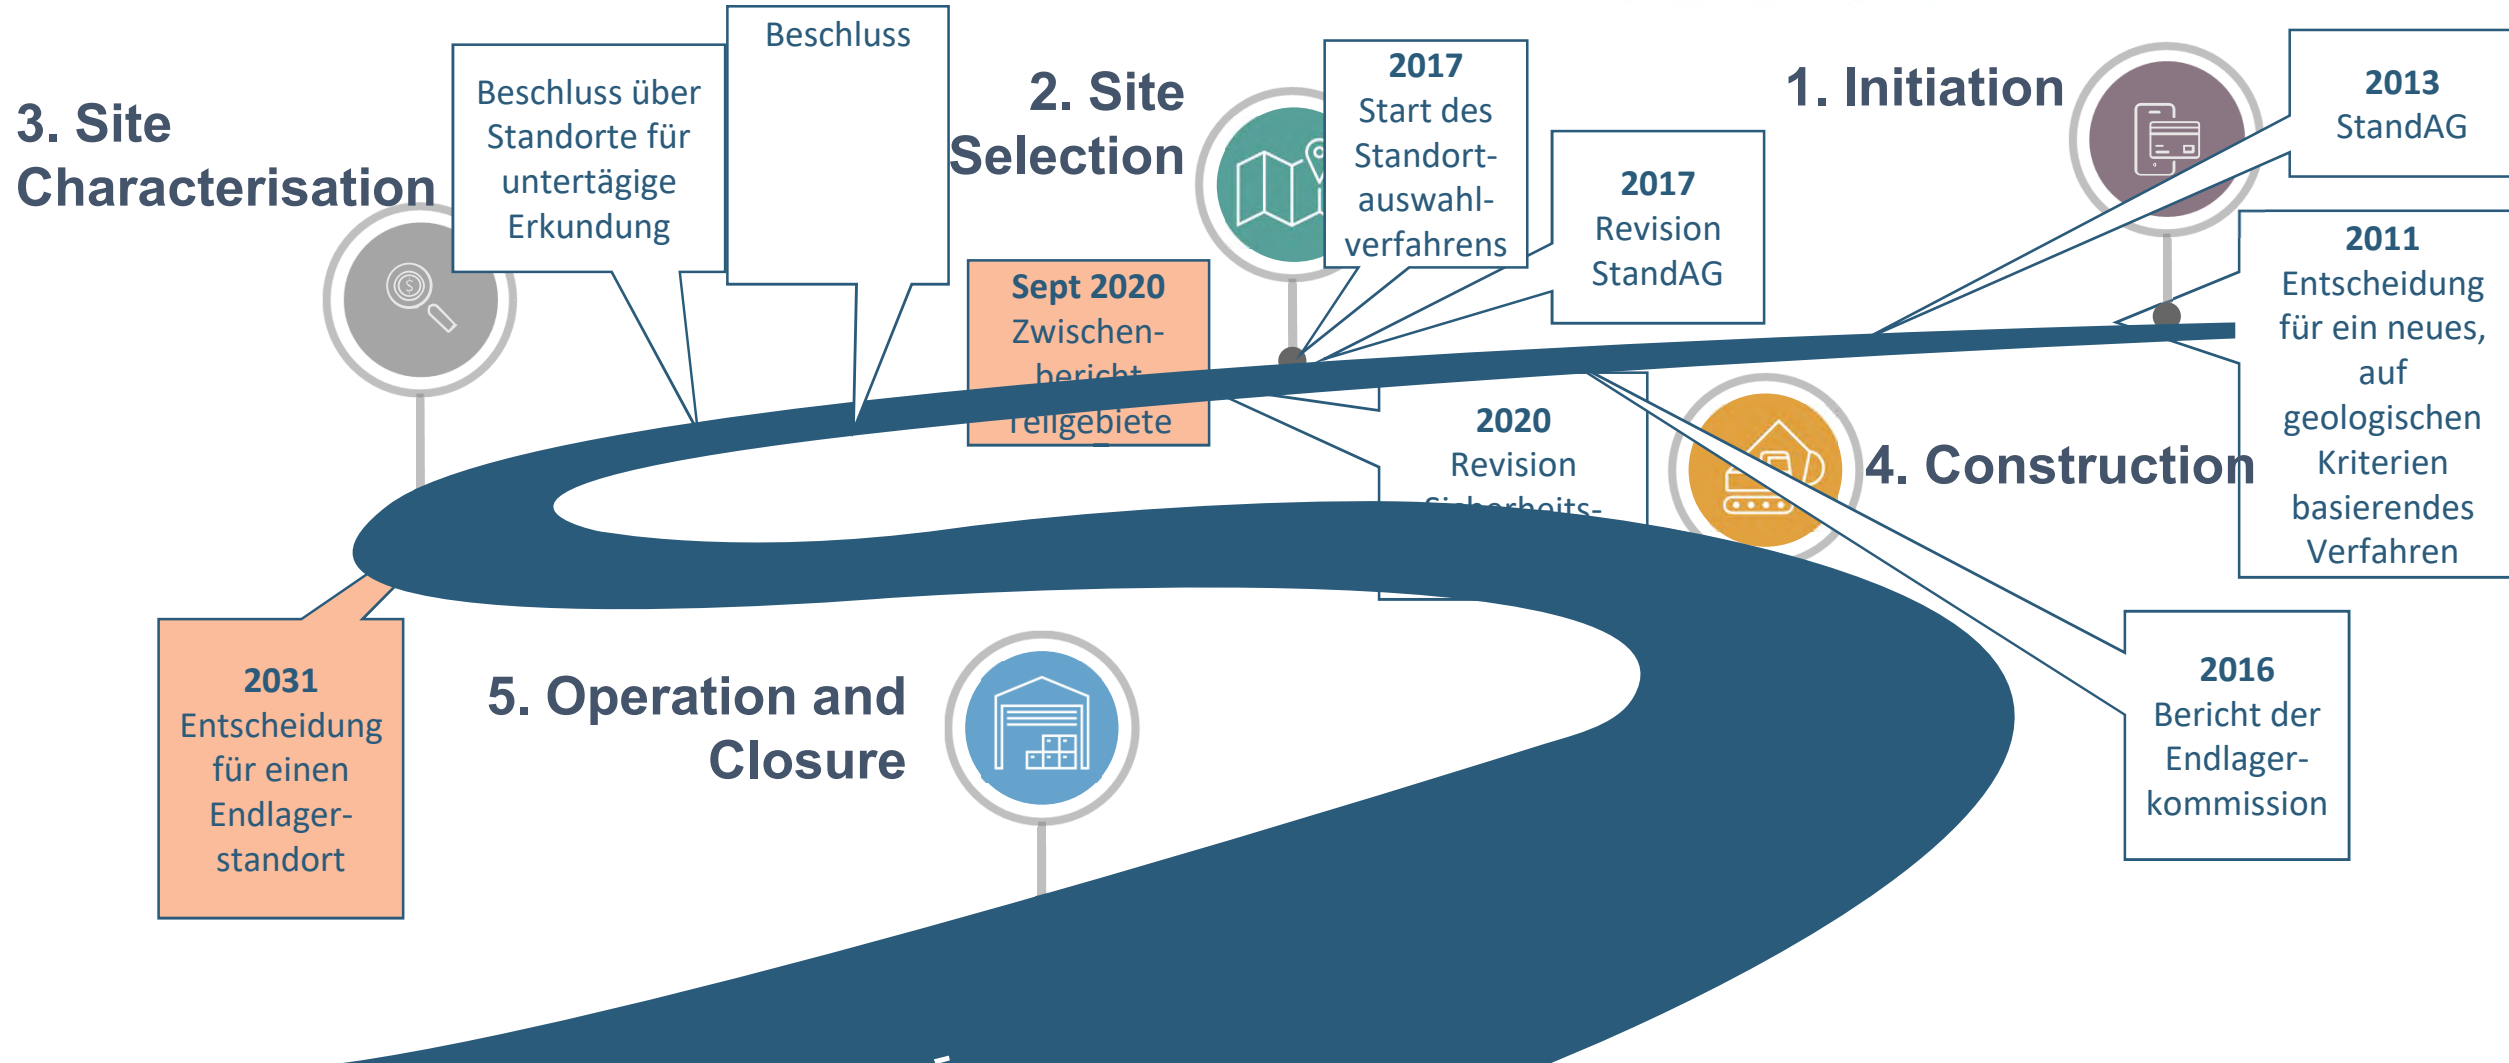 1. Initiation
2013
StandAG
2011
Entscheidung
für ein neues,
auf
geologischen
Kriterien
basierendes
Verfahren
2. Site
Selection
2017
Start des
Standort-
auswahl-
verfahrens
2017
Revision
StandAG
Sept 2020
Zwischen-
bericht
Teilgebiete
2020
Revision
Sicherheits-
2016
Bericht der
Endlager-
kommission
3. Site
Characterisation
Beschluss über
Standorte für
untertägige
Erkundung
Beschluss
4. Construction
2031
Entscheidung
für einen
Endlager-
standort
5. Operation and
Closure